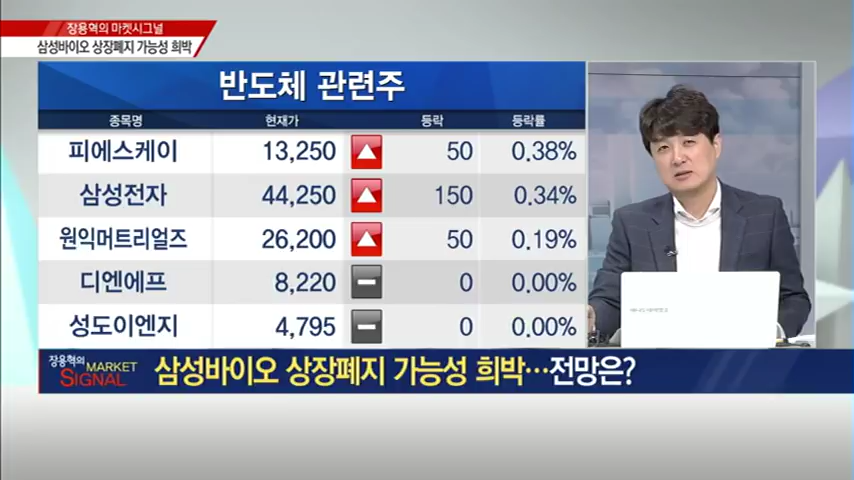 장용혁의 마켓시그널
삼성바이오 상장폐지 가능성 희박
반도체 관련주
종목명 현재가 등락 등락률
피에스케이 13,250 50 0.38%
삼성전자 44,250 150 0.34%
원익머트리얼즈 26,200 50 0.19%
디엔에프 8,220 0 0.00%
성도이엔지 4,795 0 0.00%
장용혁의
MARKET
SIGNAL
삼성바이오 상장폐지 가능성 희박…전망은?